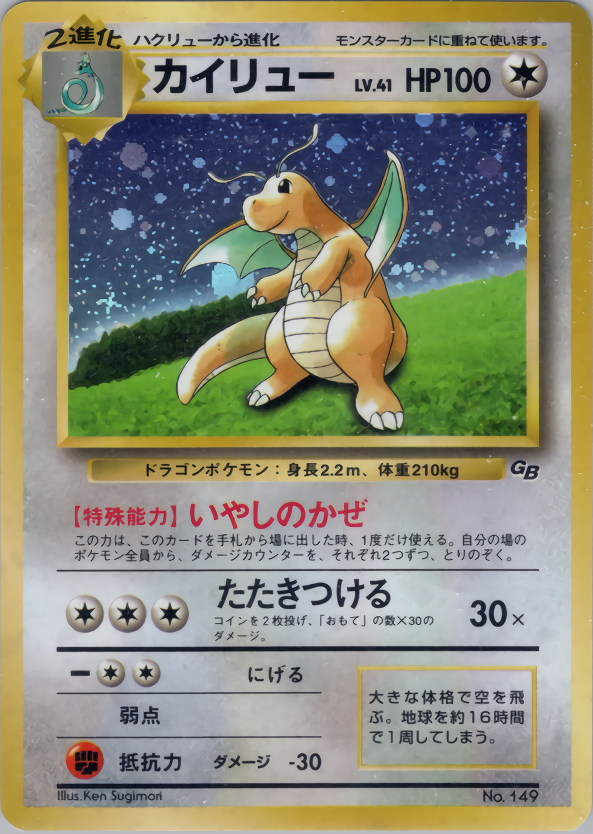 2進化 ハクリューから進化 モンスターカードに重ねて使います。
カイリュー LV.41 HP100
ドラゴンポケモン：身長2.2m、体重210kg
GB
【特殊能力】いやしのかぜ
この力は、このカードを手札から場に出した時、1度だけ使える。自分の場の
ポケモン全員から、ダメージカウンターを、それぞれ2つずつ、とりのぞく。
たたきつける 30×
コインを2枚投げ、「おもて」の数×30の
ダメージ。
にげる
弱点
抵抗力 ダメージ -30
大きな体格で空を飛
ぶ。地球を約16時間
で1周してしまう。
Illus.Ken Sugimori No. 149